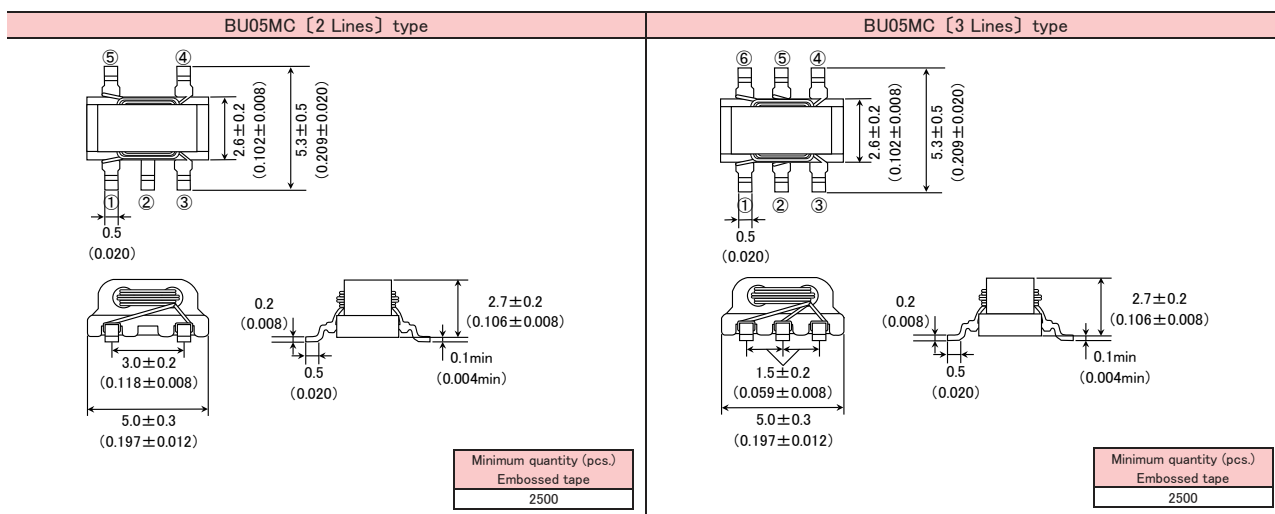 BU05MC〔2 Lines〕type
⑤ ④
2.6±0.2
(0.102±0.008)
5.3±0.5
(0.209±0.020)
① ② ③
0.5
(0.020)
0.2
(0.008)
2.7±0.2
(0.106±0.008)
3.0±0.2
(0.118±0.008)
0.5
(0.020)
0.1min
(0.004min)
5.0±0.3
(0.197±0.012)
Minimum quantity (pcs.)
Embossed tape
2500
BU05MC〔3 Lines〕type
⑥ ⑤ ④
2.6±0.2
(0.102±0.008)
5.3±0.5
(0.209±0.020)
① ② ③
0.5
(0.020)
0.2
(0.008)
2.7±0.2
(0.106±0.008)
1.5±0.2
(0.059±0.008)
0.5
(0.020)
0.1min
(0.004min)
5.0±0.3
(0.197±0.012)
Minimum quantity (pcs.)
Embossed tape
2500